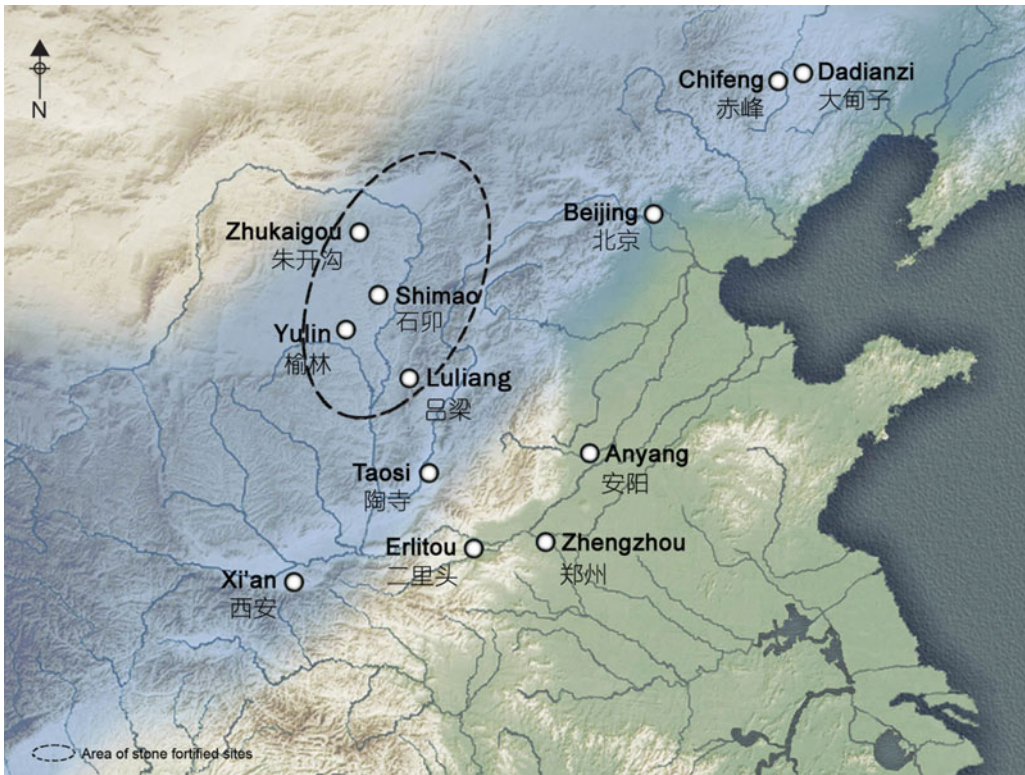 N
Chifeng
赤峰
Dadianzi
大甸子
Zhukaigou
朱开沟
Beijing
北京
Shimao
石卯
Yulin
榆林
Luliang
吕梁
Taosi
陶寺
Anyang
安阳
Erlitou
二里头
Zhengzhou
郑州
Xi'an
西安
Area of stone fortified sites